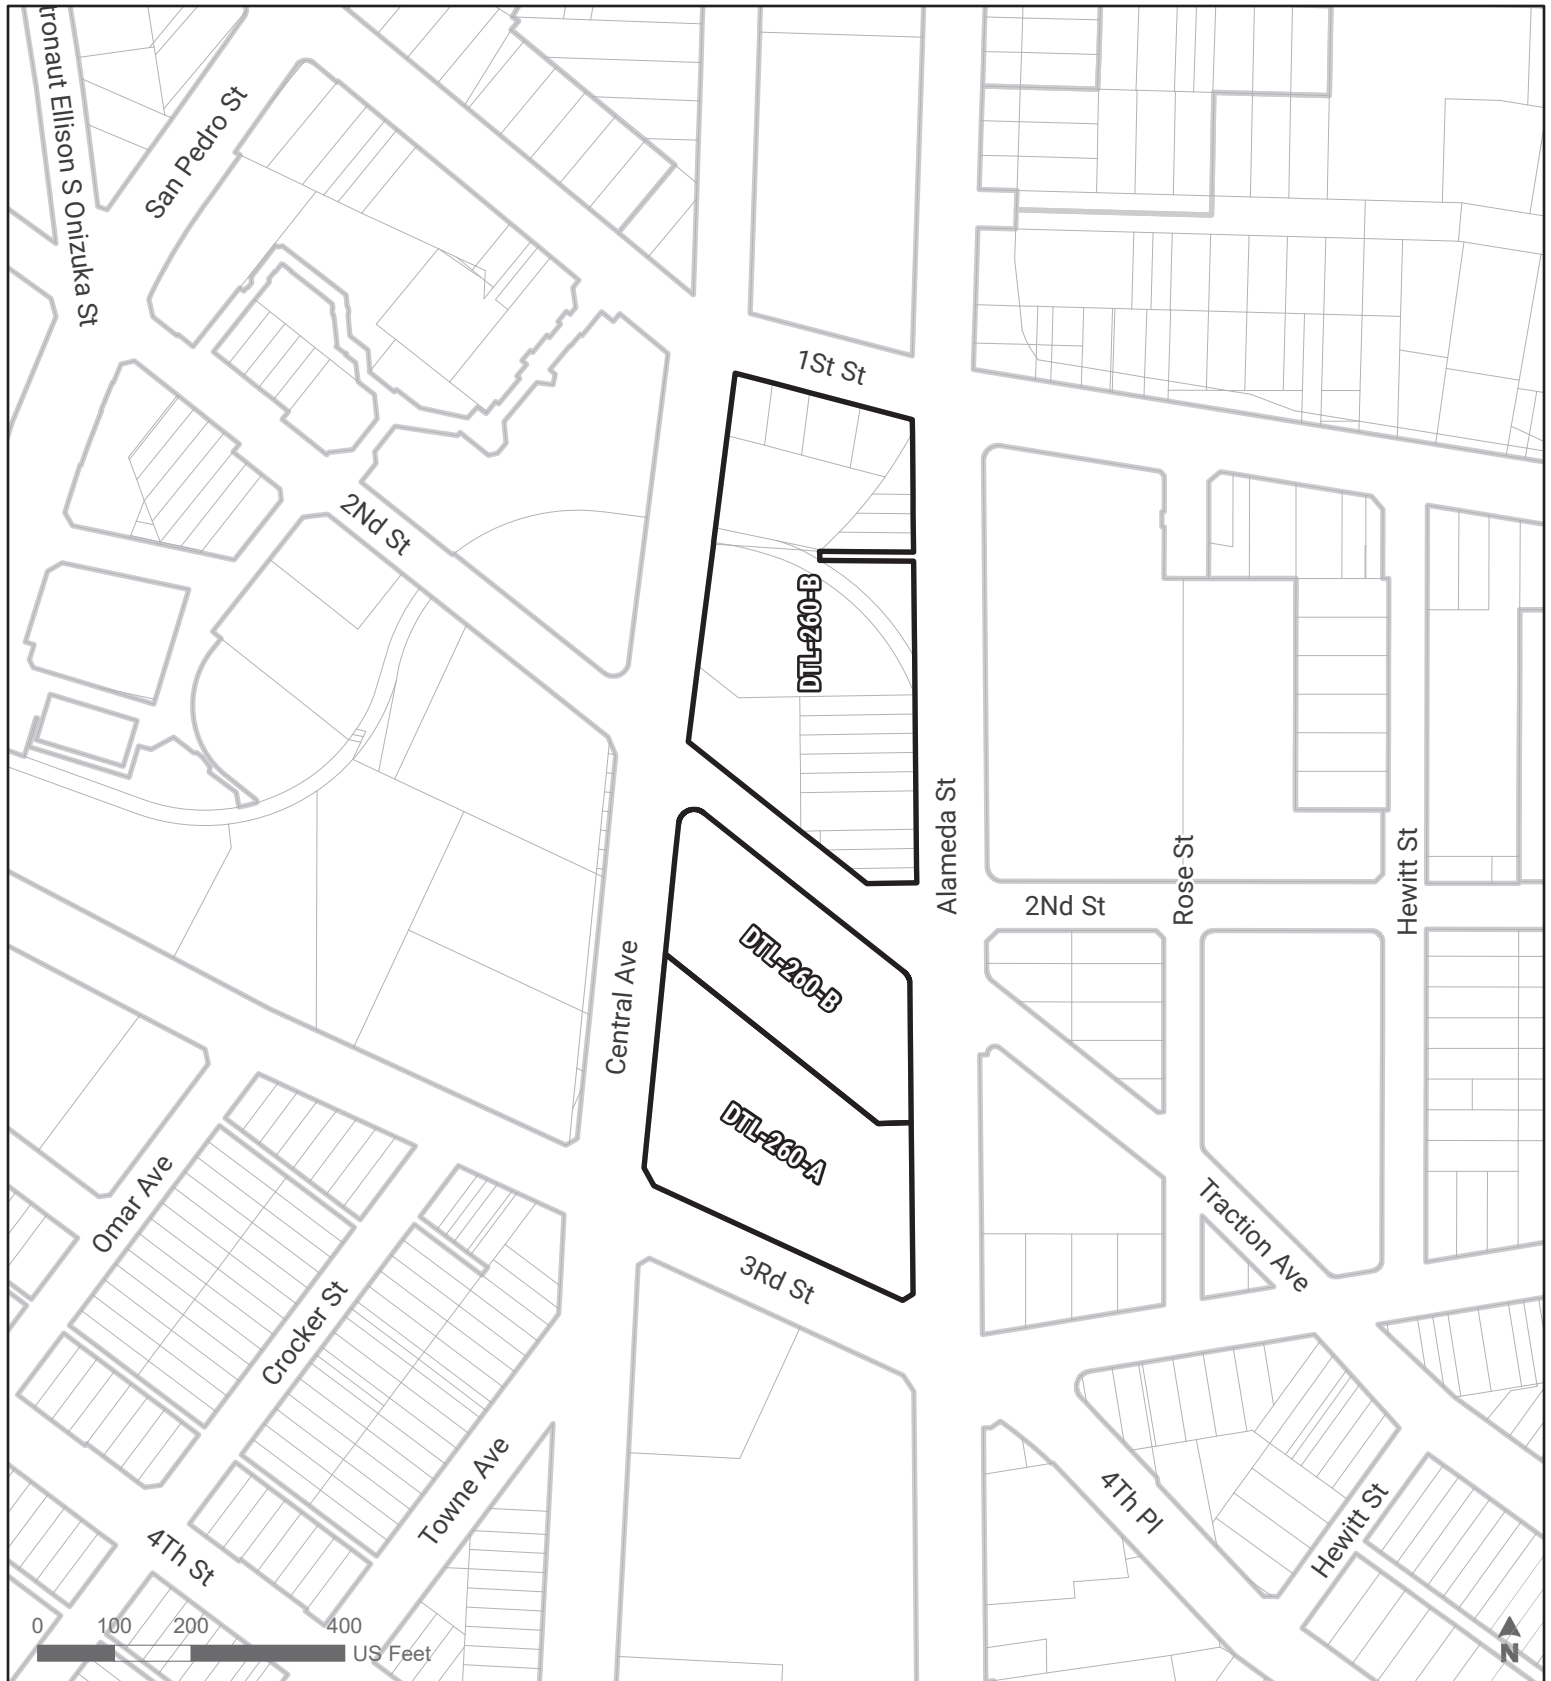 tronaut Ellison S Onizuka St
San Pedro St
1St St
2Nd St
DTL-260-B
Alameda St
Rose St
Hewitt St
2Nd St
Central Ave
DTL-260-B
DTL-260-A
Omar Ave
Traction Ave
3Rd St
Crocker St
Towne Ave
4Th Pl
Hewitt St
4Th St
0 100 200 400
US Feet
N